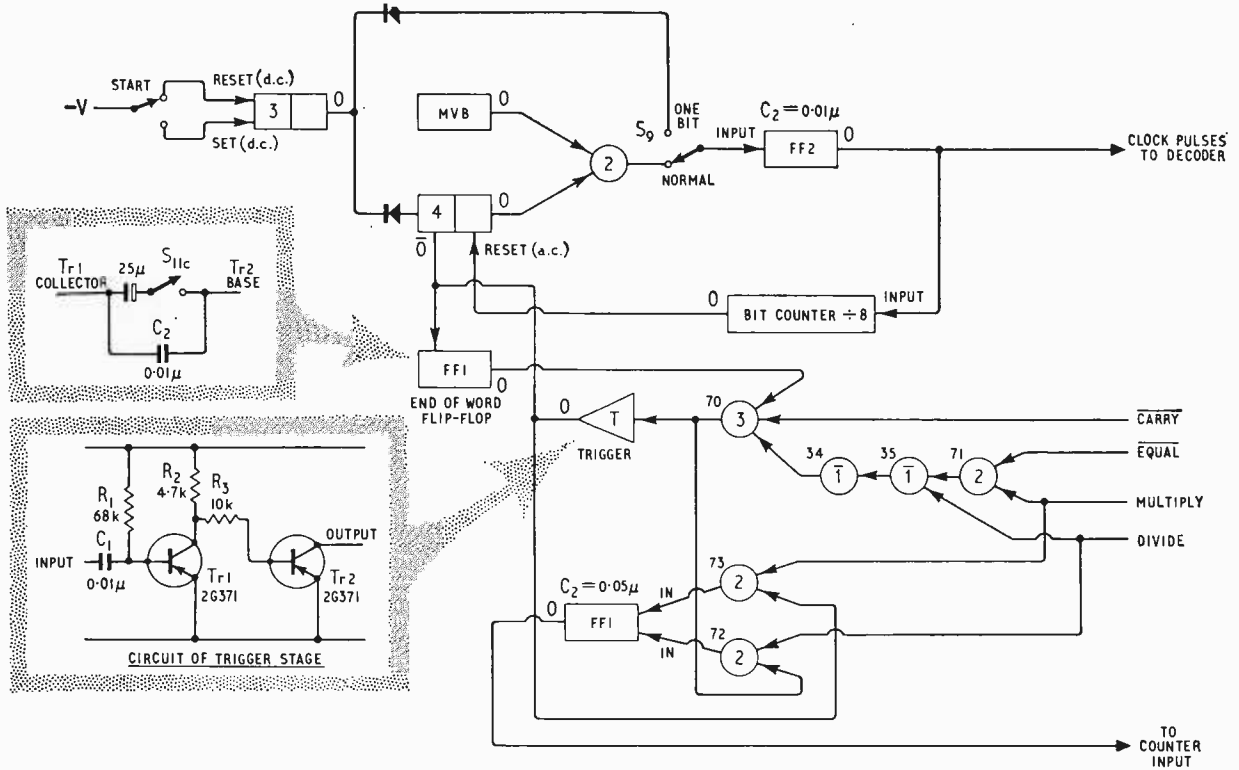 START
−V
RESET (d.c.)
SET (d.c.)
3
0
MVB
0
2
S9
ONE BIT
NORMAL
INPUT
C2 = 0.01μ
FF2
0
CLOCK PULSES TO DECODER
4
0
0̅
RESET (a.c.)
0
BIT COUNTER ÷8
INPUT
Tr1 COLLECTOR
25μ
S11c
Tr2 BASE
C2
0.01μ
FF1
0
END OF WORD FLIP-FLOP
0
T
TRIGGER
70
3
CARRY̅
EQUAL̅
34
1̅
35
1̅
71
2
MULTIPLY
DIVIDE
R1
68k
R2
4.7k
R3
10k
INPUT
C1
0.01μ
Tr1
2G371
Tr2
2G371
OUTPUT
CIRCUIT OF TRIGGER STAGE
C2 = 0.05μ
0
FF1
IN
IN
73
2
72
2
TO COUNTER INPUT